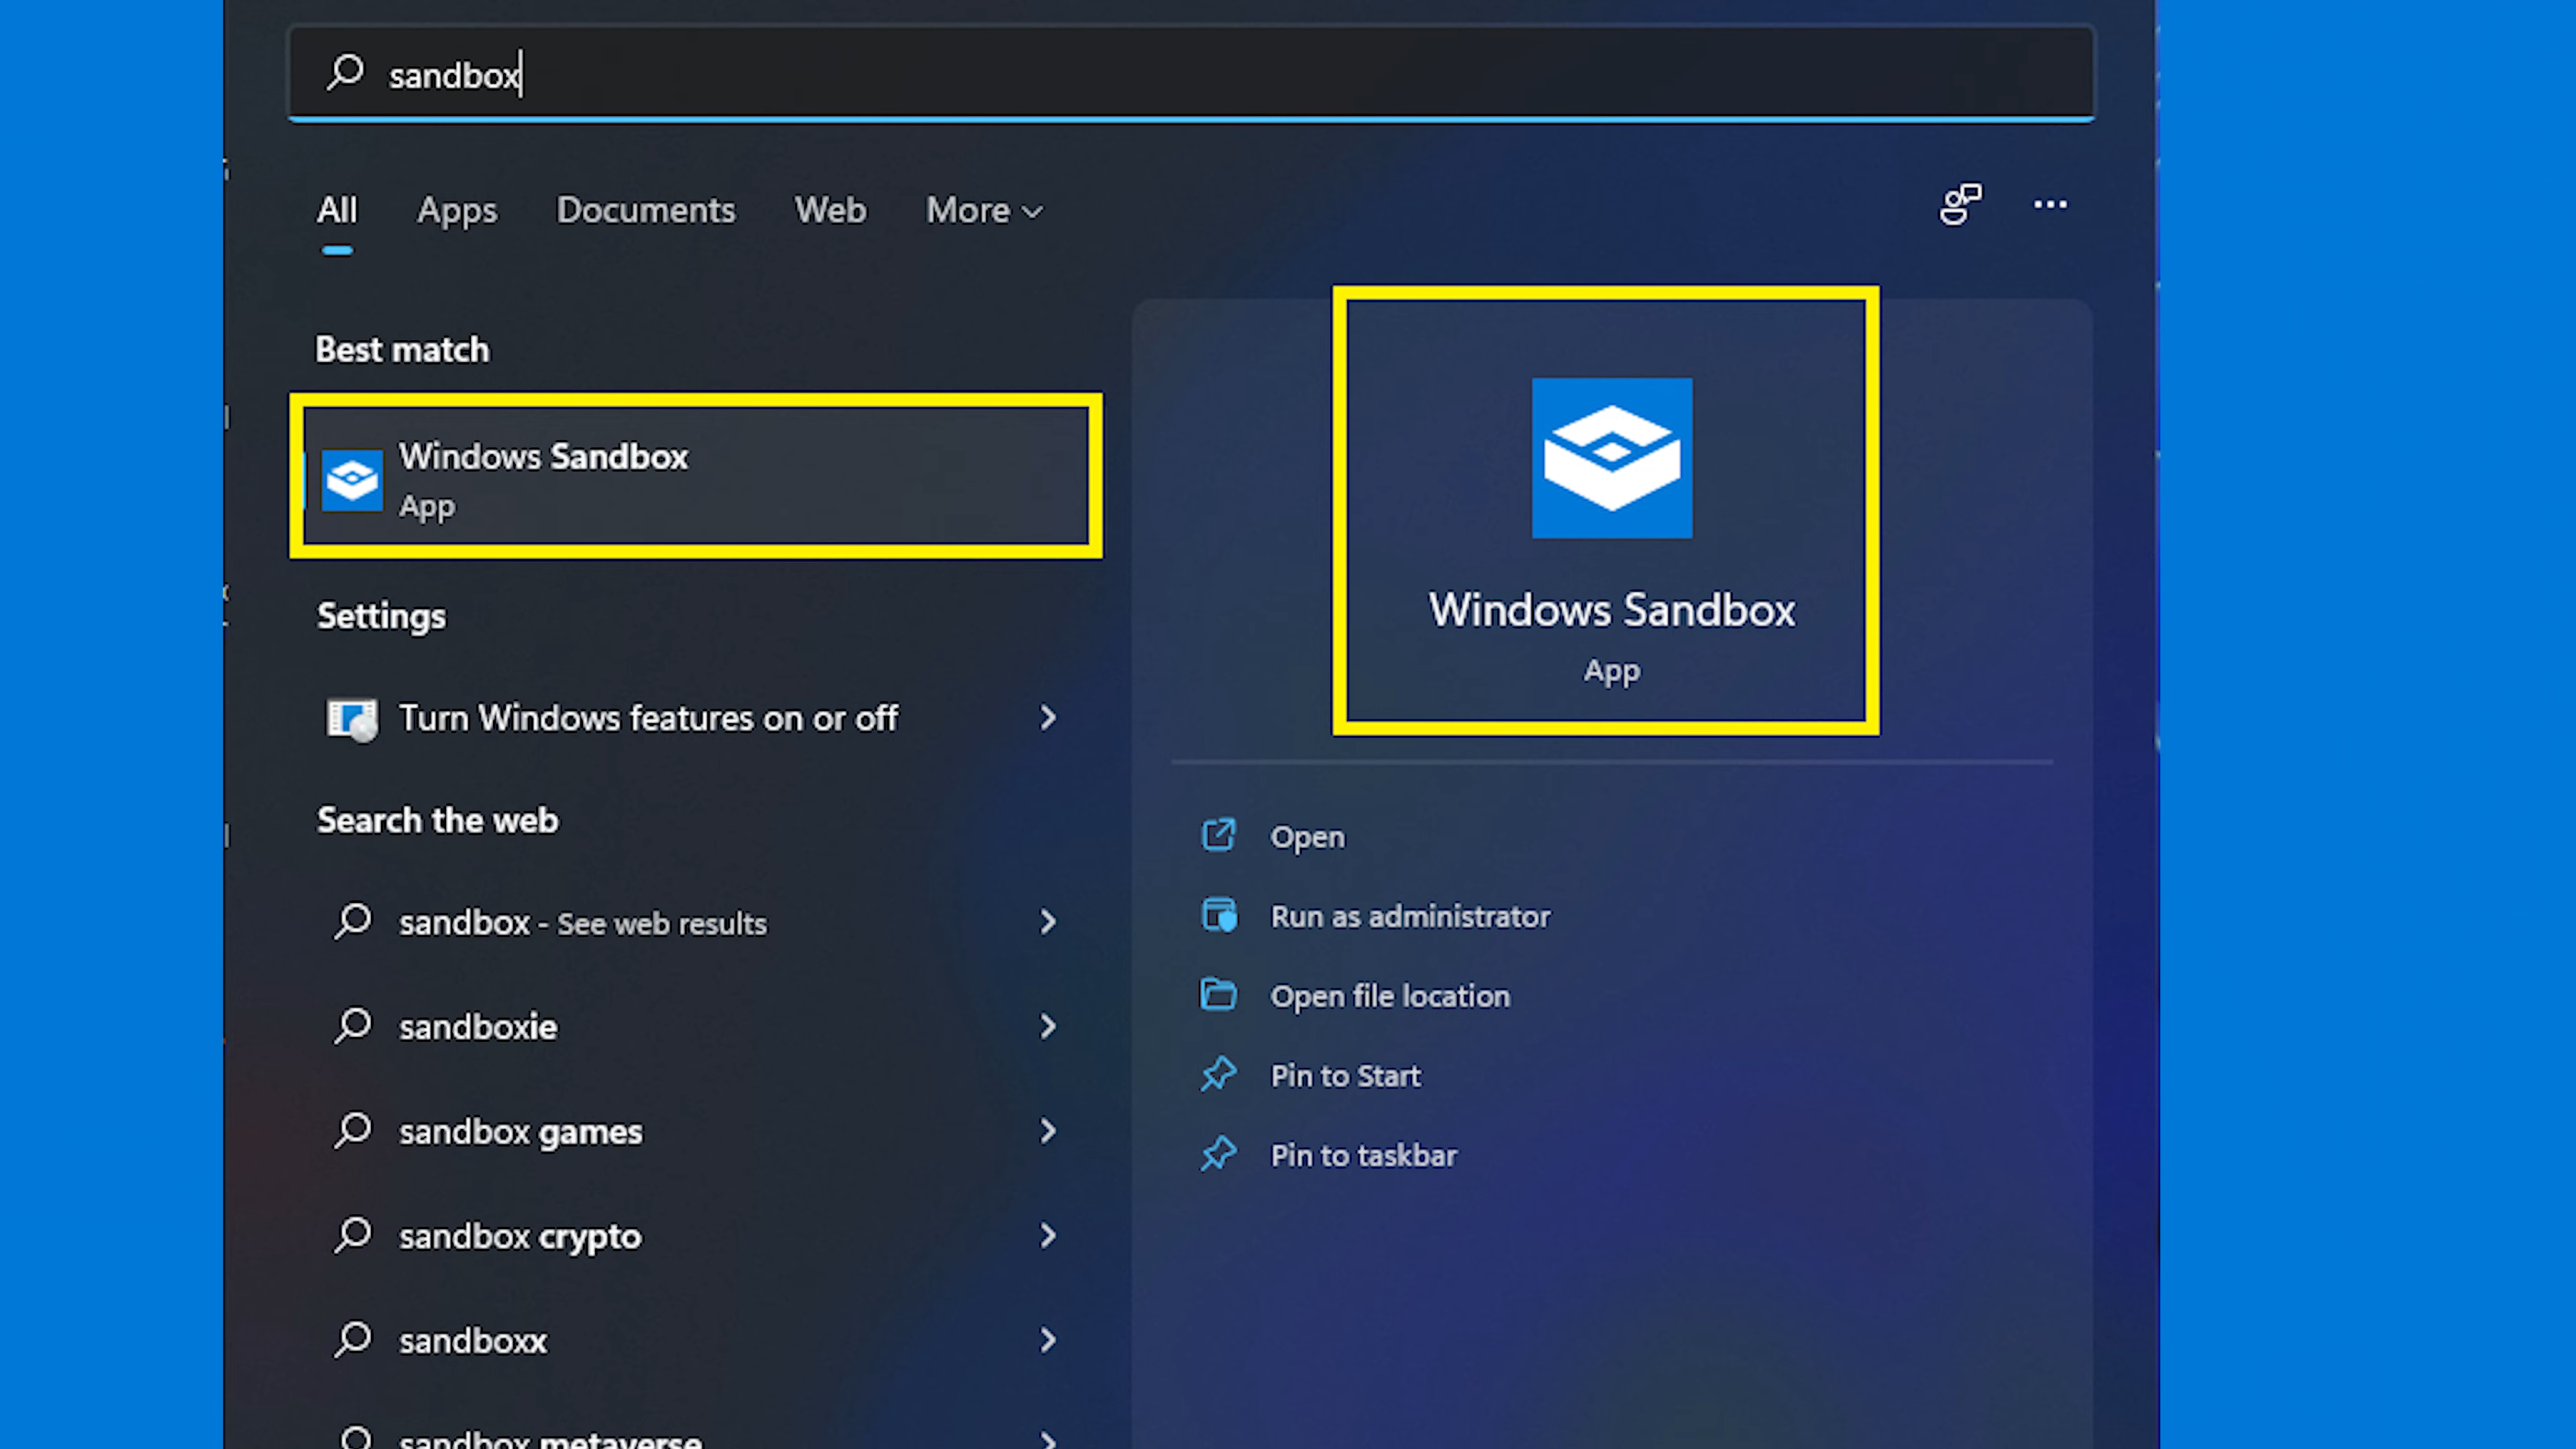 sandbox
All Apps Documents Web More
Best match
Windows Sandbox
App
Settings
Turn Windows features on or off
Search the web
sandbox - See web results
sandboxie
sandbox games
sandbox crypto
sandboxx
sandbox metaverse
Windows Sandbox
App
Open
Run as administrator
Open file location
Pin to Start
Pin to taskbar